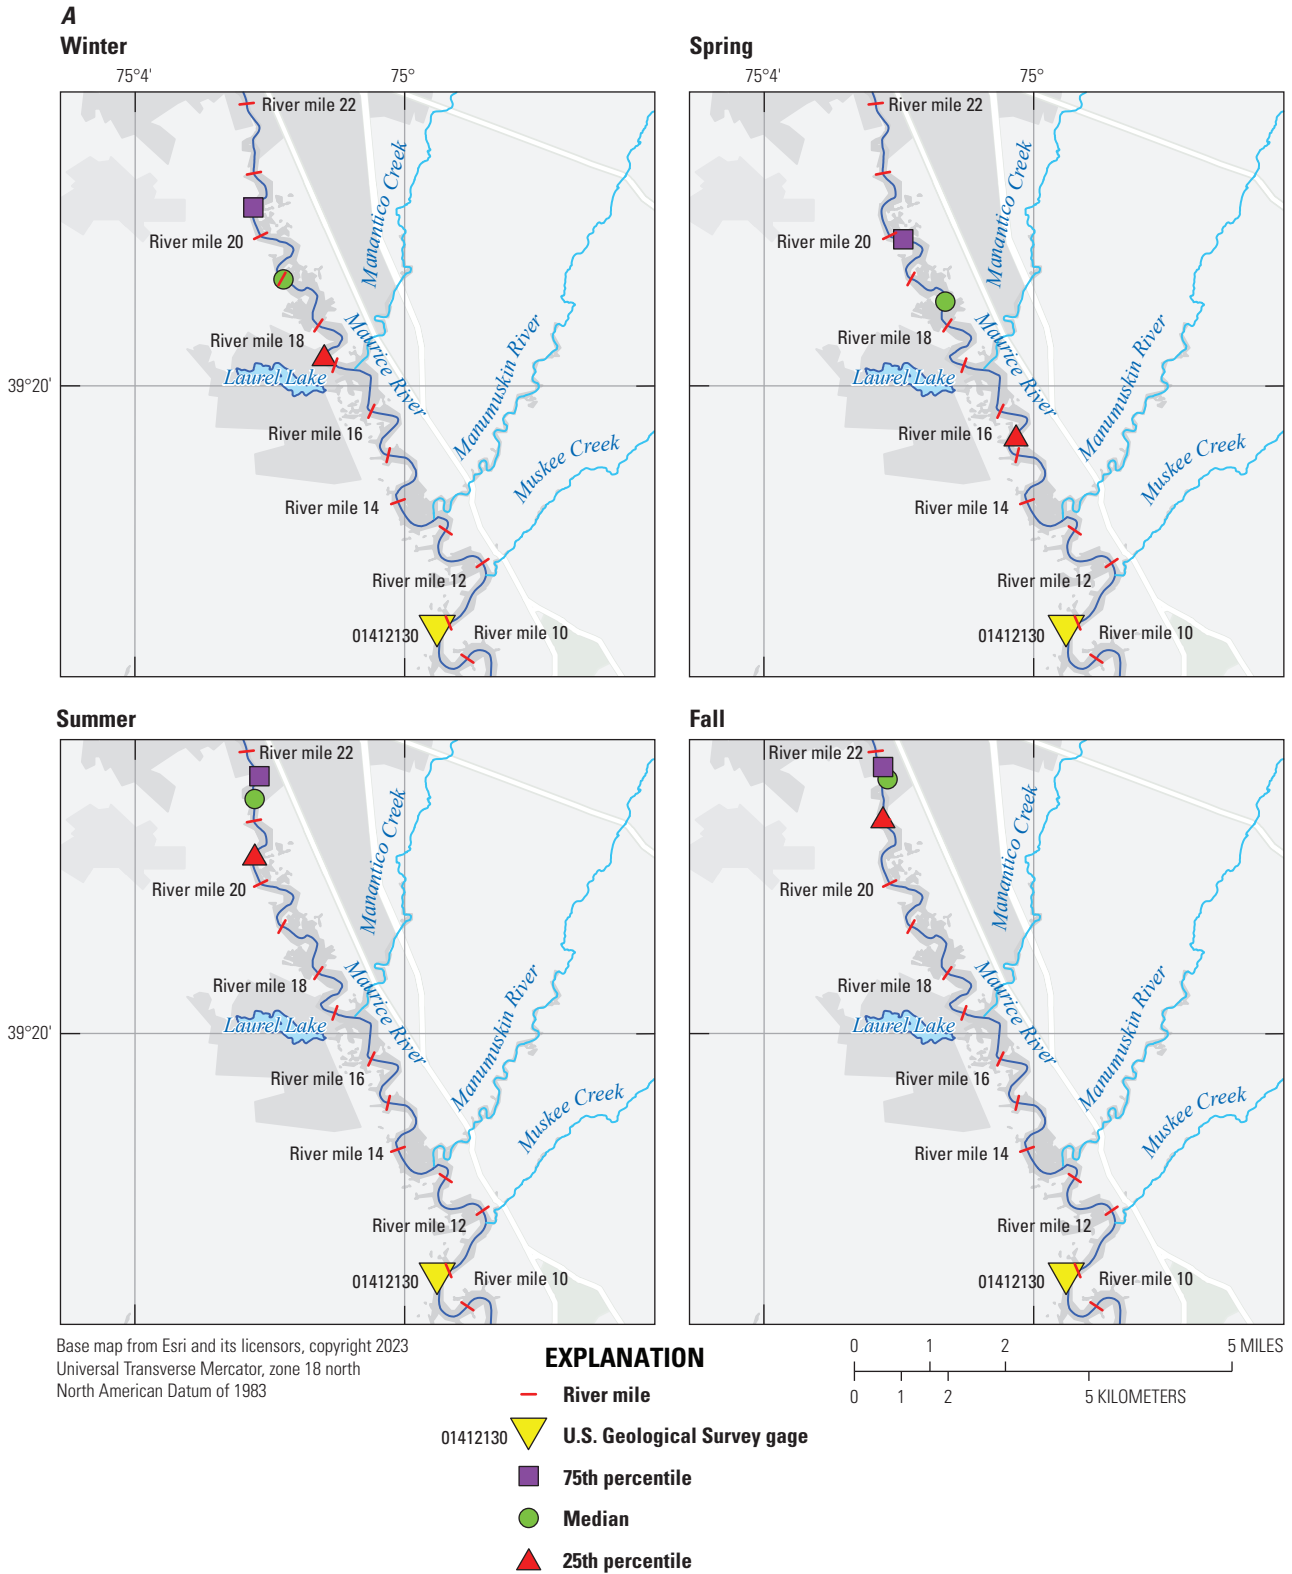 A
Winter
75°4'
75°
River mile 22
Manantico Creek
River mile 20
River mile 18
Maurice River
Laurel Lake
39°20'
River mile 16
Manumuskin River
Muskee Creek
River mile 14
River mile 12
01412130
River mile 10
Spring
75°4'
75°
River mile 22
Manantico Creek
River mile 20
River mile 18
Maurice River
Laurel Lake
River mile 16
Manumuskin River
Muskee Creek
River mile 14
River mile 12
01412130
River mile 10
Summer
River mile 22
Manantico Creek
River mile 20
River mile 18
Maurice River
Laurel Lake
39°20'
River mile 16
Manumuskin River
Muskee Creek
River mile 14
River mile 12
01412130
River mile 10
Fall
River mile 22
Manantico Creek
River mile 20
River mile 18
Maurice River
Laurel Lake
River mile 16
Manumuskin River
Muskee Creek
River mile 14
River mile 12
01412130
River mile 10
Base map from Esri and its licensors, copyright 2023
Universal Transverse Mercator, zone 18 north
North American Datum of 1983
0 1 2 5 MILES
0 1 2 5 KILOMETERS
EXPLANATION
River mile
01412130 U.S. Geological Survey gage
75th percentile
Median
25th percentile